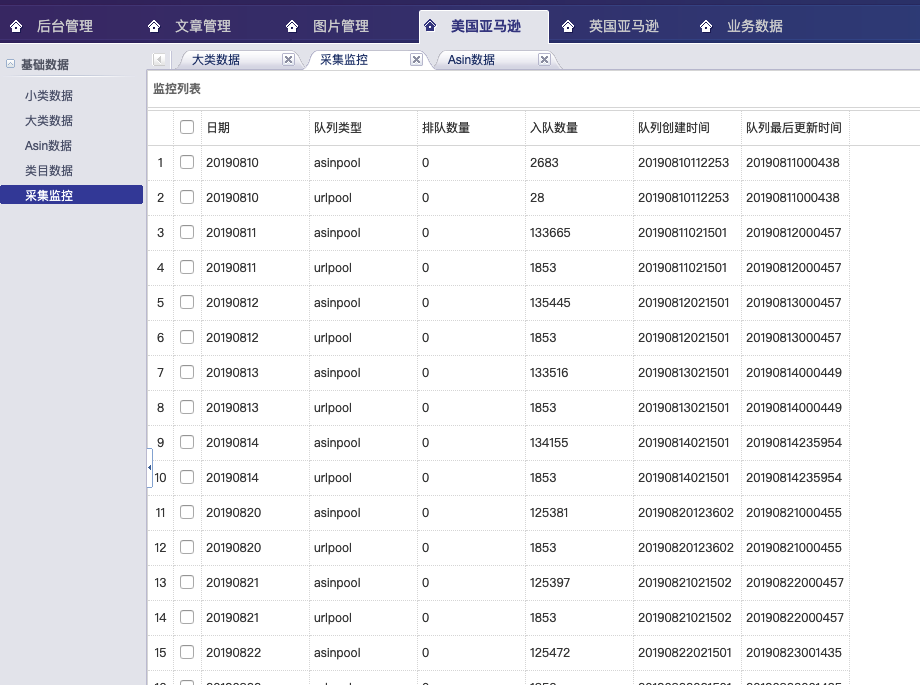 后台管理 文章管理 图片管理 美国亚马逊 英国亚马逊 业务数据
基础数据
小类数据
大类数据
Asin数据
类目数据
采集监控
大类数据 采集监控 Asin数据
监控列表
日期 队列类型 排队数量 入队数量 队列创建时间 队列最后更新时间
1 20190810 asinpool 0 2683 20190810112253 20190811000438
2 20190810 urlpool 0 28 20190810112253 20190811000438
3 20190811 asinpool 0 133665 20190811021501 20190812000457
4 20190811 urlpool 0 1853 20190811021501 20190812000457
5 20190812 asinpool 0 135445 20190812021501 20190813000457
6 20190812 urlpool 0 1853 20190812021501 20190813000457
7 20190813 asinpool 0 133516 20190813021501 20190814000449
8 20190813 urlpool 0 1853 20190813021501 20190814000449
9 20190814 asinpool 0 134155 20190814021501 20190814235954
10 20190814 urlpool 0 1853 20190814021501 20190814235954
11 20190820 asinpool 0 125381 20190820123602 20190821000455
12 20190820 urlpool 0 1853 20190820123602 20190821000455
13 20190821 asinpool 0 125397 20190821021502 20190822000457
14 20190821 urlpool 0 1853 20190821021502 20190822000457
15 20190822 asinpool 0 125472 20190822021501 20190823001435